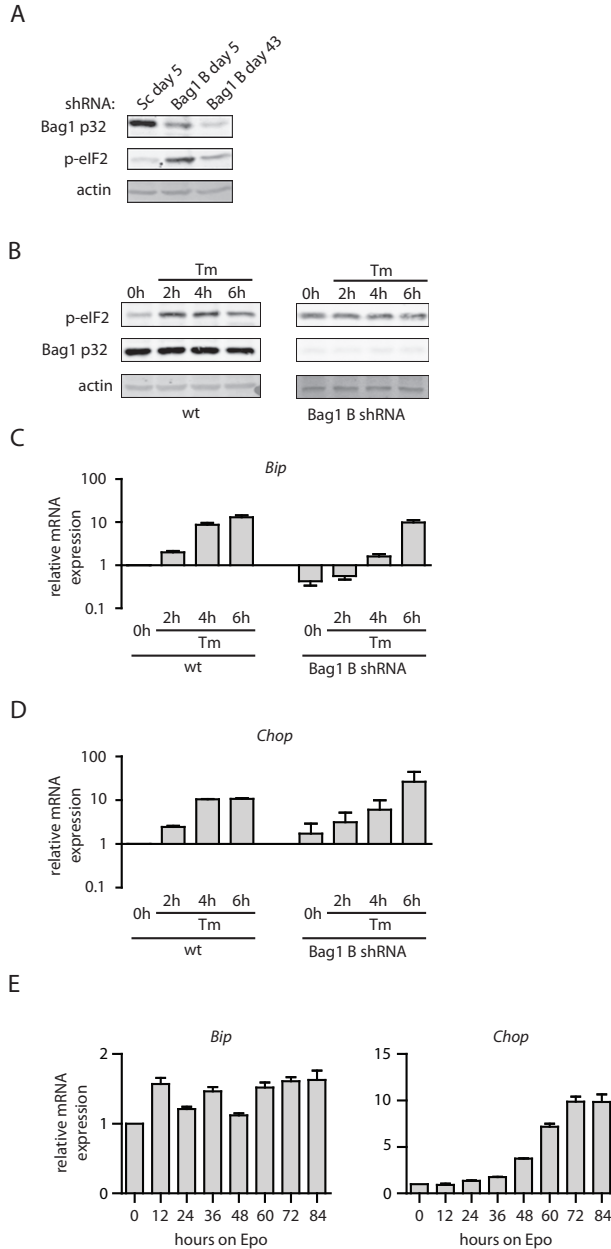 A
shRNA:
Sc day 5
Bag1 B day 5
Bag1 B day 43
Bag1 p32
p-eIF2
actin
B
Tm Tm
0h 2h 4h 6h 0h 2h 4h 6h
p-eIF2
Bag1 p32
actin
wt Bag1 B shRNA
C
Bip
relative mRNA
expression
100
10
1
0.1
0h 2h 4h 6h 0h 2h 4h 6h
Tm Tm
wt Bag1 B shRNA
D
Chop
relative mRNA
expression
100
10
1
0.1
0h 2h 4h 6h 0h 2h 4h 6h
Tm Tm
wt Bag1 B shRNA
E
Bip
relative mRNA
expression
2
1
0
0 12 24 36 48 60 72 84
hours on Epo
Chop
15
10
5
0
0 12 24 36 48 60 72 84
hours on Epo